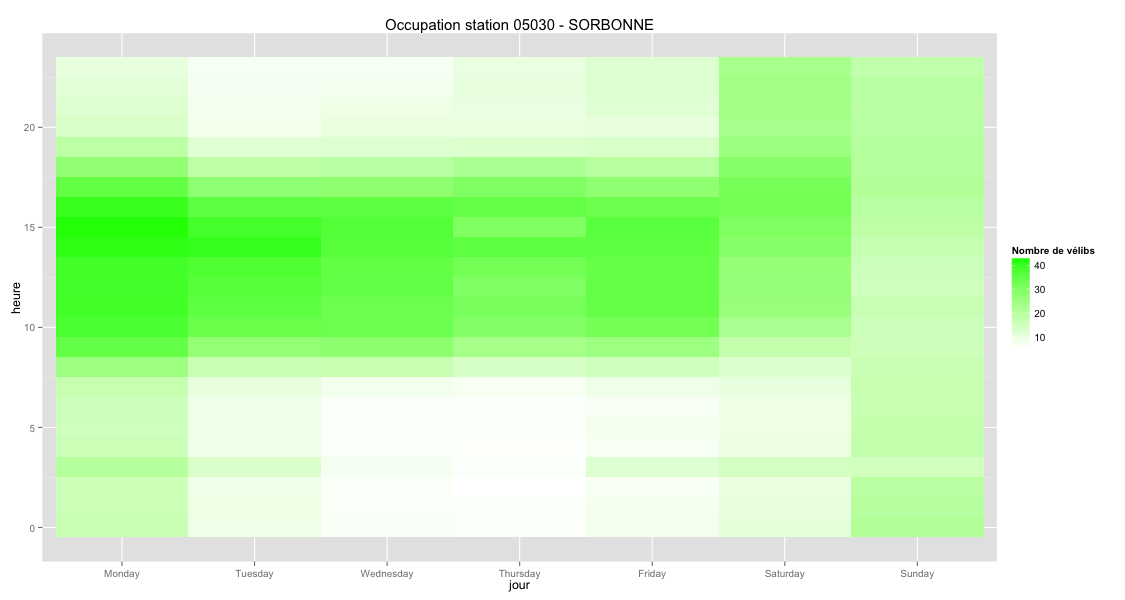 Occupation station 05030 - SORBONNE
20
15
10
5
0
heure
Monday Tuesday Wednesday Thursday Friday Saturday Sunday
jour
Nombre de vélibs
40
30
20
10